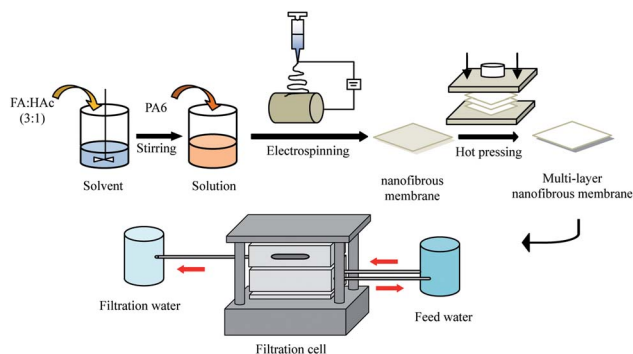 FA:HAc
(3:1)
PA6
Stirring
Electrospinning
Hot pressing
Solvent
Solution
nanofibrous
membrane
Multi-layer
nanofibrous membrane
Filtration water
Feed water
Filtration cell